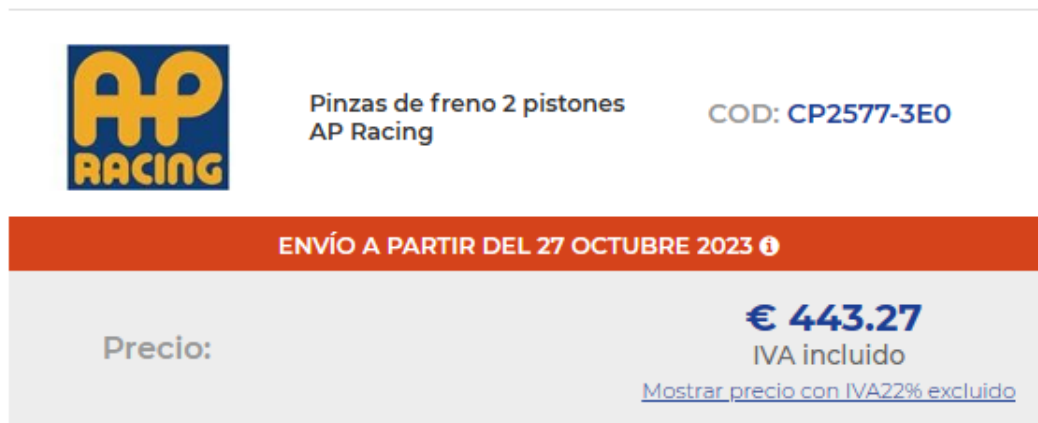 AP
RACING
Pinzas de freno 2 pistones
AP Racing
COD: CP2577-3E0
ENVÍO A PARTIR DEL 27 OCTUBRE 2023
Precio:
€ 443.27
IVA incluido
Mostrar precio con IVA22% excluido